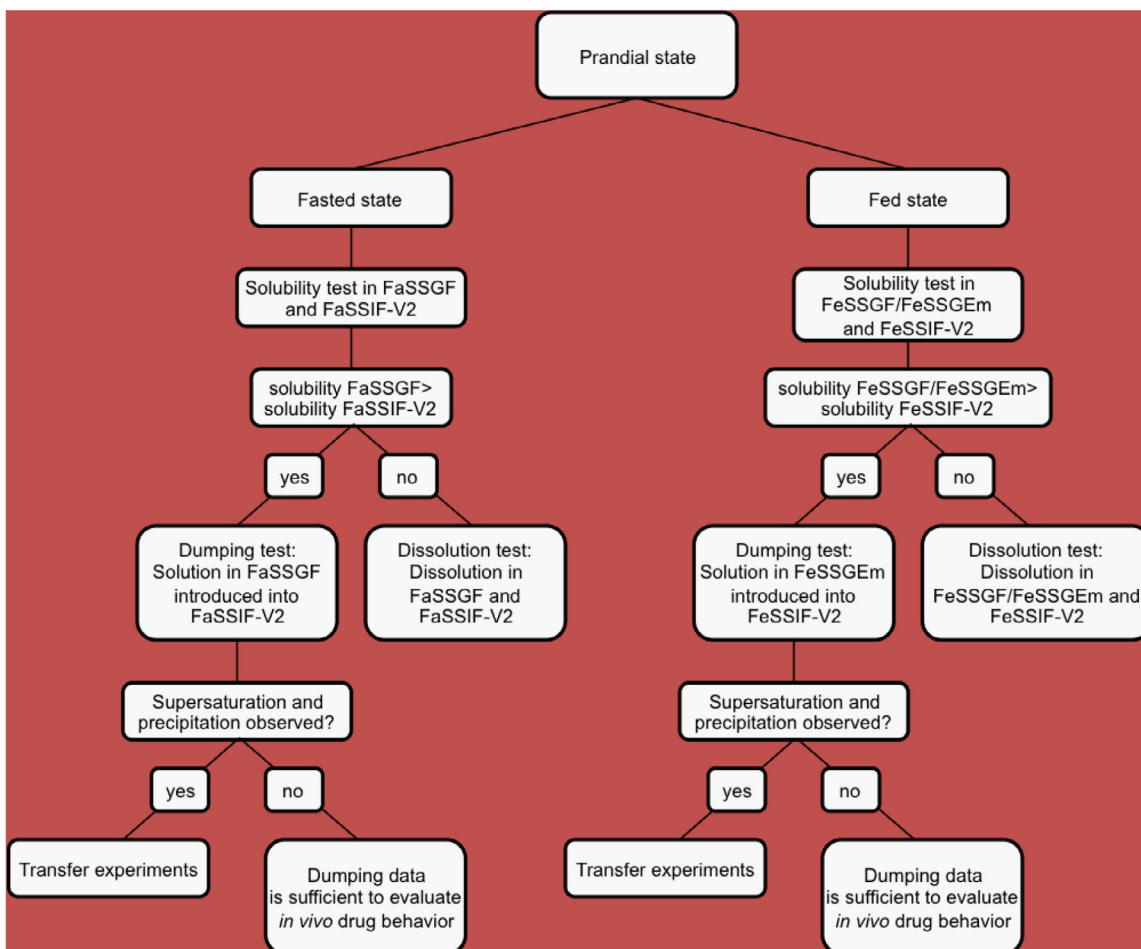 Prandial state
Fasted state
Fed state
Solubility test in FaSSGF
and FaSSIF-V2
Solubility test in
FeSSGF/FeSSGEm
and FeSSIF-V2
solubility FaSSGF>
solubility FaSSIF-V2
solubility FeSSGF/FeSSGEm>
solubility FeSSIF-V2
yes
no
yes
no
Dumping test:
Solution in FaSSGF
introduced into
FaSSIF-V2
Dissolution test:
Dissolution in
FaSSGF and
FaSSIF-V2
Dumping test:
Solution in FeSSGEm
introduced into
FeSSIF-V2
Dissolution test:
Dissolution in
FeSSGF/FeSSGEm and
FeSSIF-V2
Supersaturation and
precipitation observed?
Supersaturation and
precipitation observed?
yes
no
yes
no
Transfer experiments
Dumping data
is sufficient to evaluate
in vivo drug behavior
Transfer experiments
Dumping data
is sufficient to evaluate
in vivo drug behavior